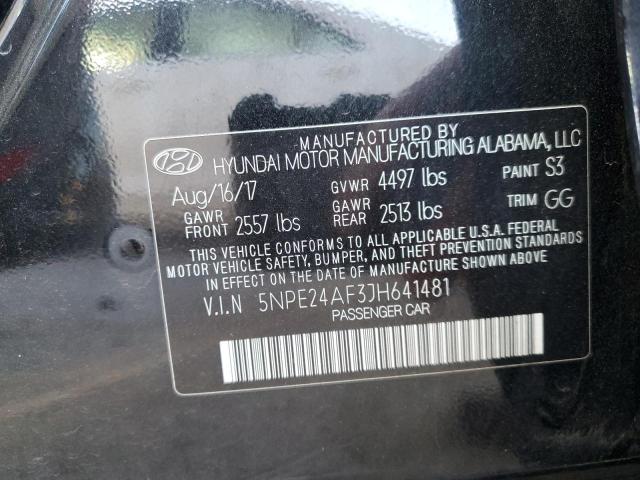 MANUFACTURED BY
HYUNDAI MOTOR MANUFACTURING ALABAMA, LLC
Aug/16/17 GVWR 4497 lbs PAINT S3
GAWR FRONT 2557 lbs GAWR REAR 2513 lbs TRIM GG
THIS VEHICLE CONFORMS TO ALL APPLICABLE U.S.A. FEDERAL
MOTOR VEHICLE SAFETY, BUMPER, AND THEFT PREVENTION STANDARDS
IN EFFECT ON THE DATE OF MANUFACTURE SHOWN ABOVE
V.I.N 5NPE24AF3JH641481
PASSENGER CAR